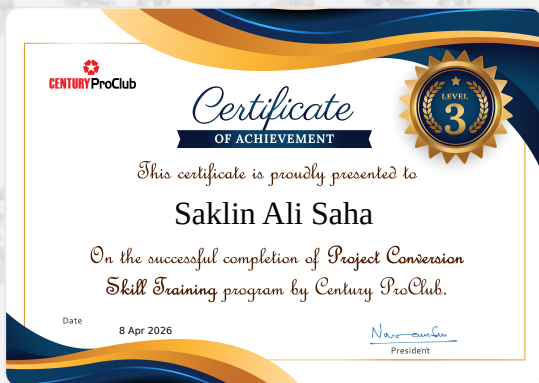 CENTURY ProClub
Certificate
OF ACHIEVEMENT
LEVEL
3
This certificate is proudly presented to
Saklin Ali Saha
On the successful completion of Project Conversion
Skill Training program by Century ProClub.
Date
8 Apr 2026
President